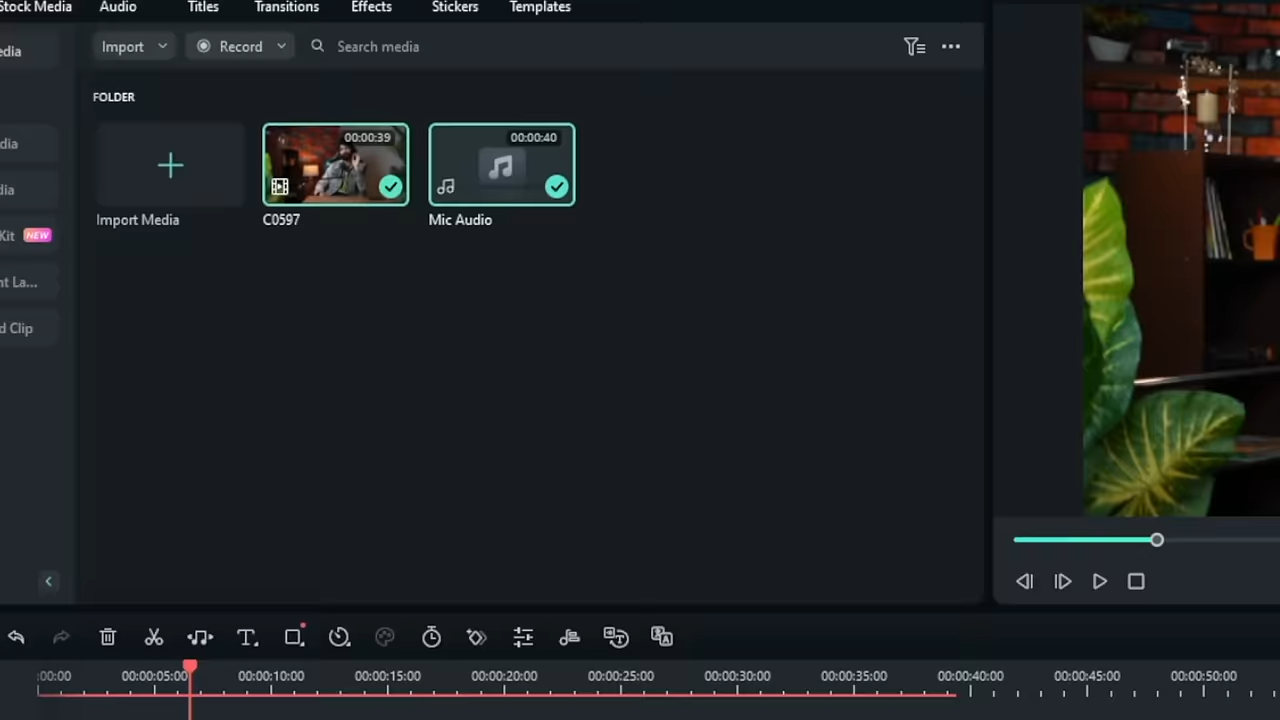 Stock Media Audio Titles Transitions Effects Stickers Templates
edia Import Record Search media
FOLDER
dia
00:00:39 00:00:40
dia
Import Media C0597 Mic Audio
Kit NEW
nt La...
d Clip
:00:00 00:00:05:00 00:00:10:00 00:00:15:00 00:00:20:00 00:00:25:00 00:00:30:00 00:00:35:00 00:00:40:00 00:00:45:00 00:00:50:00